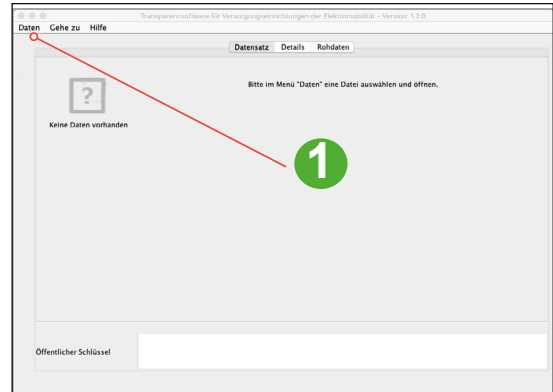 Transparenzsoftware für Versorgungseinrichtungen der Elektromobilität - Version: 1.2.0
Daten Gehe zu Hilfe
Datensatz Details Rohdaten
?
Bitte im Menü "Daten" eine Datei auswählen und öffnen.
Keine Daten vorhanden
1
Öffentlicher Schlüssel